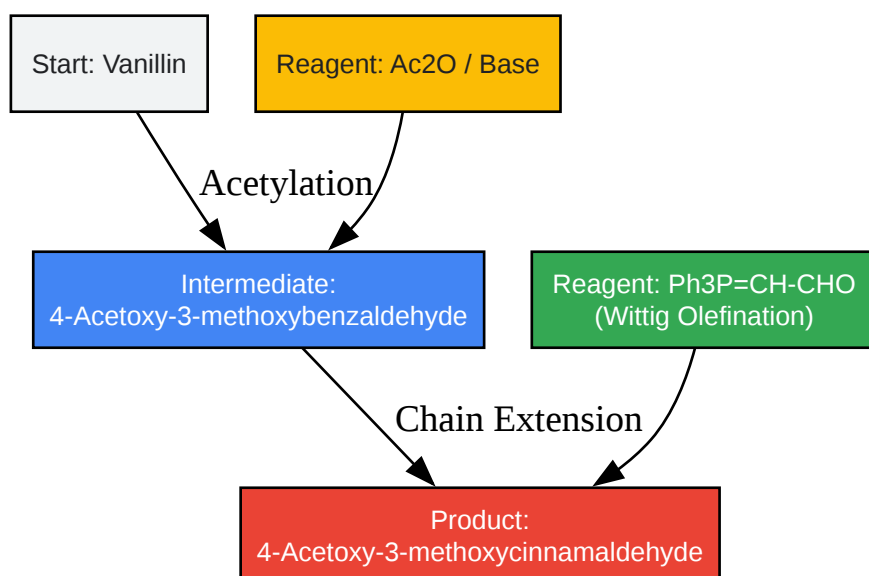 Start: Vanillin
Reagent: Ac2O / Base
Acetylation
Intermediate:
4-Acetoxy-3-methoxybenzaldehyde
Reagent: Ph3P=CH-CHO
(Wittig Olefination)
Chain Extension
Product:
4-Acetoxy-3-methoxycinnamaldehyde